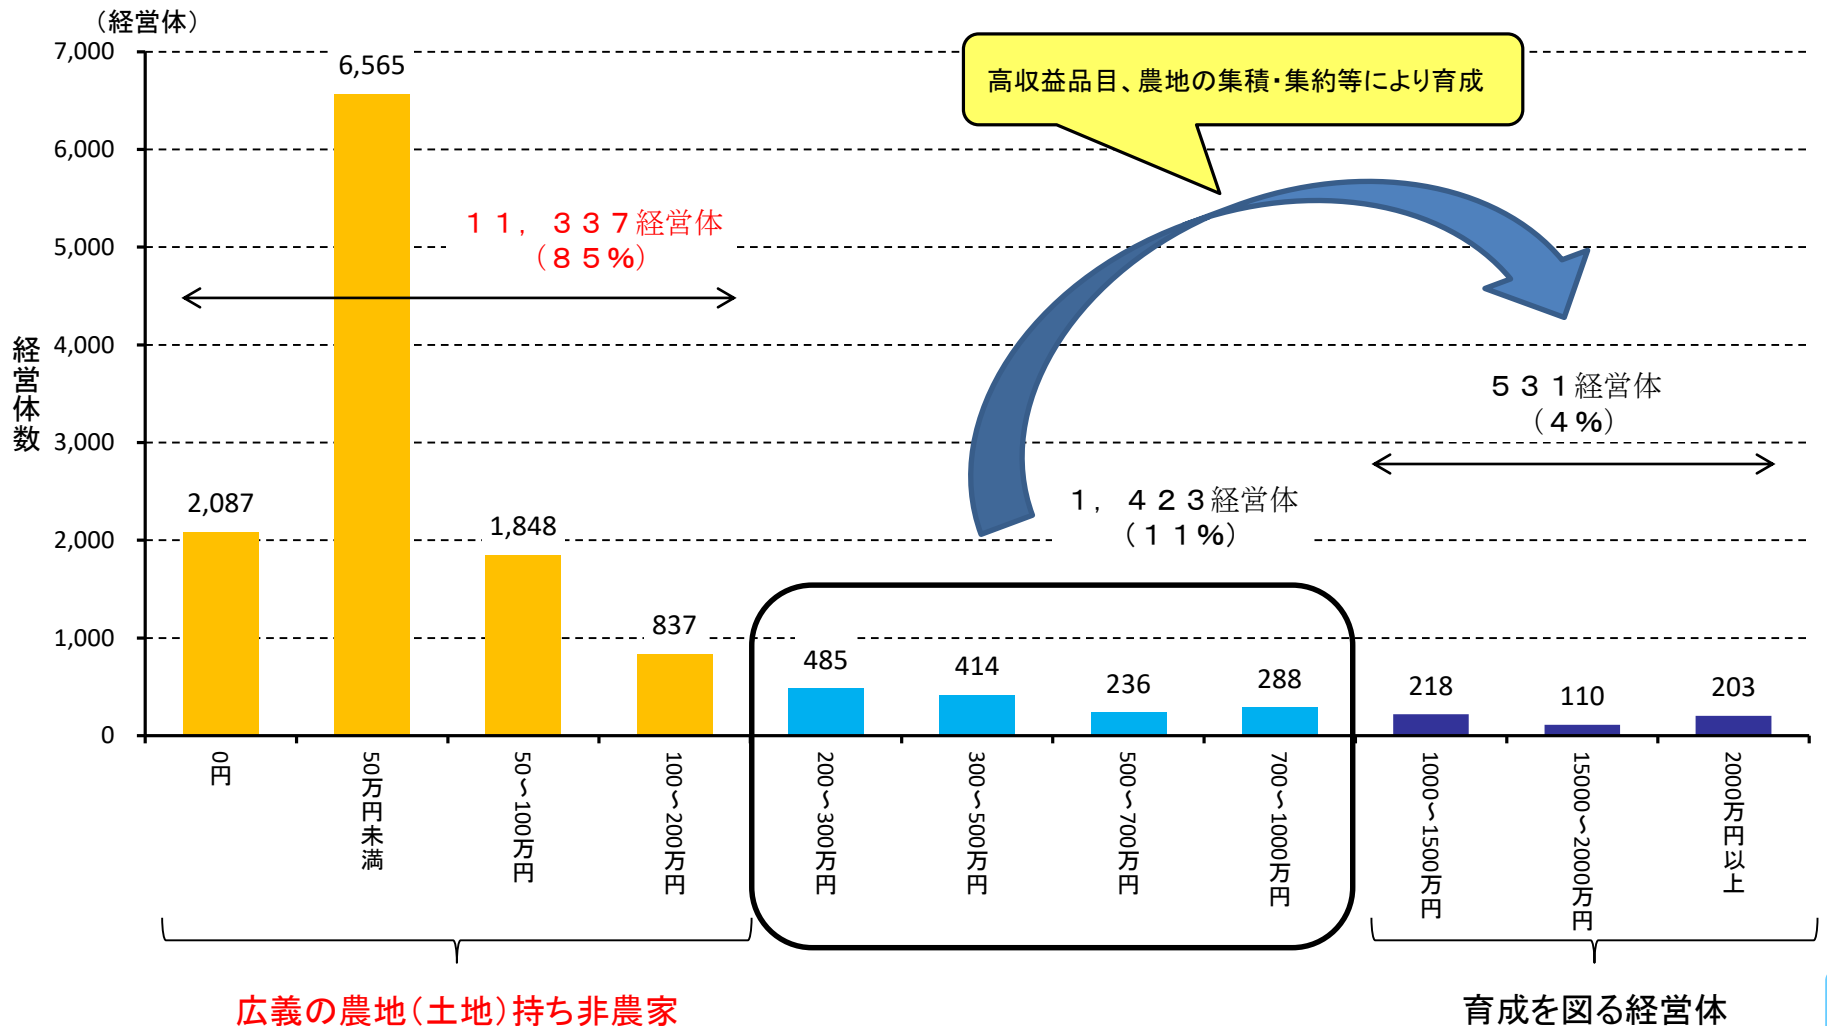 （経営体）
7,000
6,000
5,000
4,000
3,000
2,000
1,000
0
経営体数
高収益品目、農地の集積・集約等により育成
１１，３３７経営体
（８５％）
５３１経営体
（４％）
１，４２３経営体
（１１％）
2,087
6,565
1,848
837
485
414
236
288
218
110
203
0円
50万円未満
50～100万円
100～200万円
200～300万円
300～500万円
500～700万円
700～1000万円
1000～1500万円
15000～2000万円
2000万円以上
広義の農地（土地）持ち非農家
育成を図る経営体